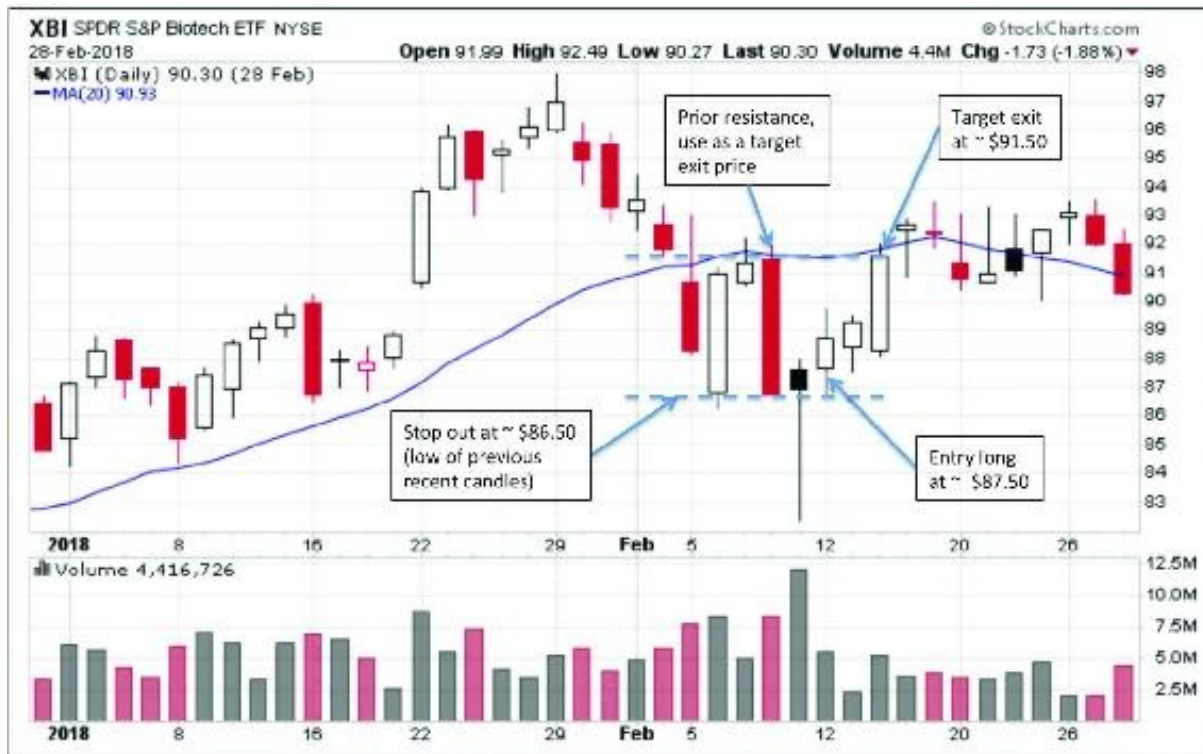 XBI SPDR S&P Biotech ETF NYSE
© StockCharts.com
28-Feb-2018
Open 91.99 High 92.49 Low 90.27 Last 90.30 Volume 4.4M Chg -1.73 (-1.88%)
XBI (Daily) 90.30 (28 Feb)
MA(20) 90.93
98
97
96
95
94
93
92
91
90
89
88
87
86
85
84
83
Prior resistance,
use as a target
exit price
Target exit
at ~ $91.50
Stop out at ~ $86.50
(low of previous
recent candles)
Entry long
at ~ $87.50
2018 8 16 22 29 Feb 5 12 20 26
Volume 4,416,726
12.5M
10.0M
7.5M
5.0M
2.5M
2018 8 16 22 29 Feb 5 12 20 26